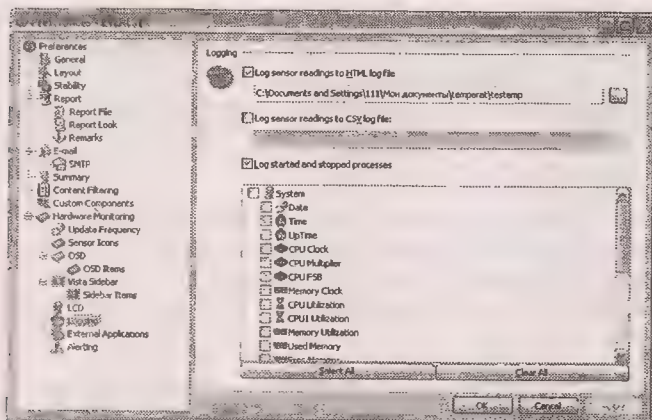 Preferences
General
Layout
Stability
Report
Report File
Report Look
Remarks
E-mail
SMTP
Summary
Content Filtering
Custom Components
Hardware Monitoring
Update Frequency
Sensor Icons
OSD
OSD Items
Vista Sidebar
Sidebar Items
LCD
Logging
External Applications
Alerting
Logging
Log sensor readings to HTML log file
C:\Documents and Settings\111\Мои документы\temperat\testemp
...
Log sensor readings to CSV log file:
Log started and stopped processes
System
Date
Time
UpTime
CPU Clock
CPU Multiplier
CPU FSB
Memory Clock
CPU Utilization
CPU1 Utilization
Memory Utilization
Used Memory
Select All
Clear All
OK
Cancel